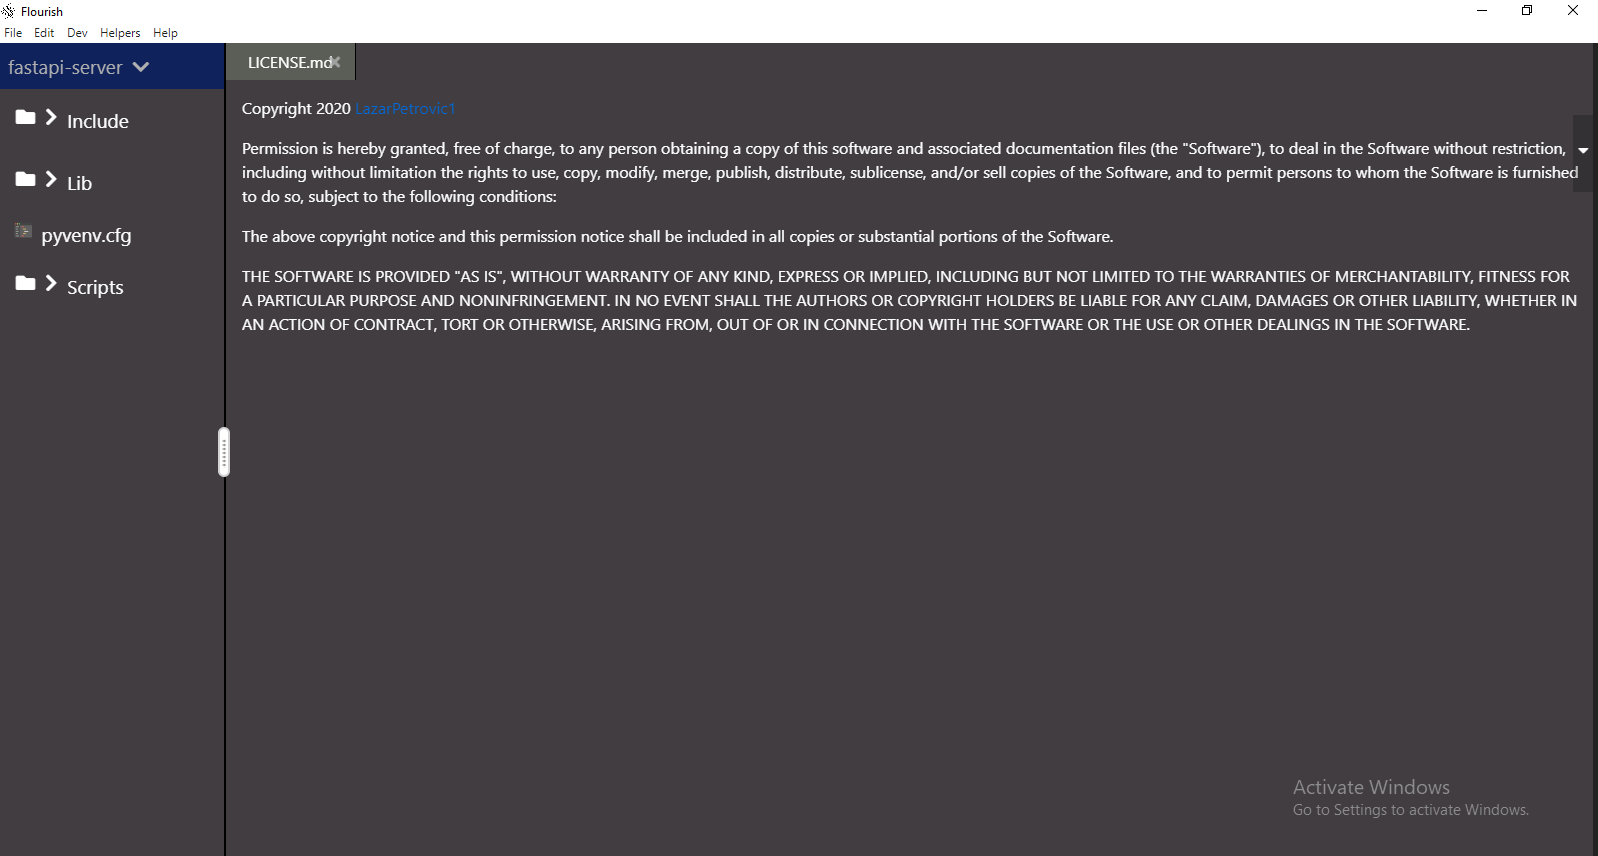 Flourish
File Edit Dev Helpers Help
fastapi-server
LICENSE.md
Include
Lib
pyvenv.cfg
Scripts
Copyright 2020 LazarPetrovic1
Permission is hereby granted, free of charge, to any person obtaining a copy of this software and associated documentation files (the "Software"), to deal in the Software without restriction,
including without limitation the rights to use, copy, modify, merge, publish, distribute, sublicense, and/or sell copies of the Software, and to permit persons to whom the Software is furnished
to do so, subject to the following conditions:
The above copyright notice and this permission notice shall be included in all copies or substantial portions of the Software.
THE SOFTWARE IS PROVIDED "AS IS", WITHOUT WARRANTY OF ANY KIND, EXPRESS OR IMPLIED, INCLUDING BUT NOT LIMITED TO THE WARRANTIES OF MERCHANTABILITY, FITNESS FOR
A PARTICULAR PURPOSE AND NONINFRINGEMENT. IN NO EVENT SHALL THE AUTHORS OR COPYRIGHT HOLDERS BE LIABLE FOR ANY CLAIM, DAMAGES OR OTHER LIABILITY, WHETHER IN
AN ACTION OF CONTRACT, TORT OR OTHERWISE, ARISING FROM, OUT OF OR IN CONNECTION WITH THE SOFTWARE OR THE USE OR OTHER DEALINGS IN THE SOFTWARE.
Activate Windows
Go to Settings to activate Windows.